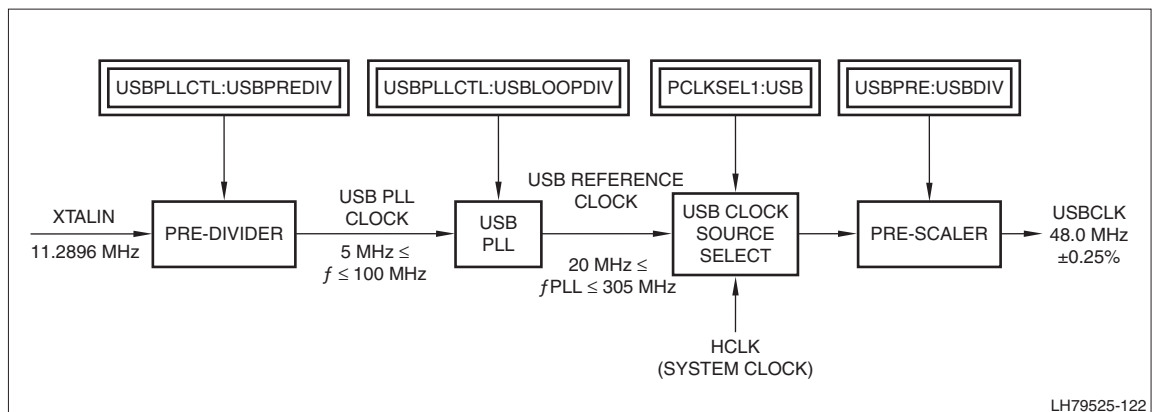 USBPLLCTL:USBPREDIV
USBPLLCTL:USBLOOPDIV
PCLKSEL1:USB
USBPRE:USBDIV
XTALIN
11.2896 MHz
PRE-DIVIDER
USB PLL
CLOCK
5 MHz ≤
f ≤ 100 MHz
USB
PLL
USB REFERENCE
CLOCK
20 MHz ≤
fPLL ≤ 305 MHz
USB CLOCK
SOURCE
SELECT
HCLK
(SYSTEM CLOCK)
PRE-SCALER
USBCLK
48.0 MHz
±0.25%
LH79525-122